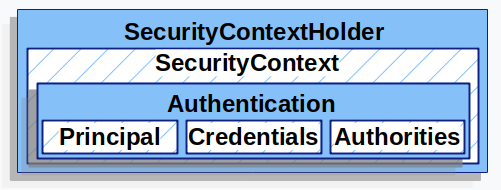 SecurityContextHolder
SecurityContext
Authentication
Principal Credentials Authorities